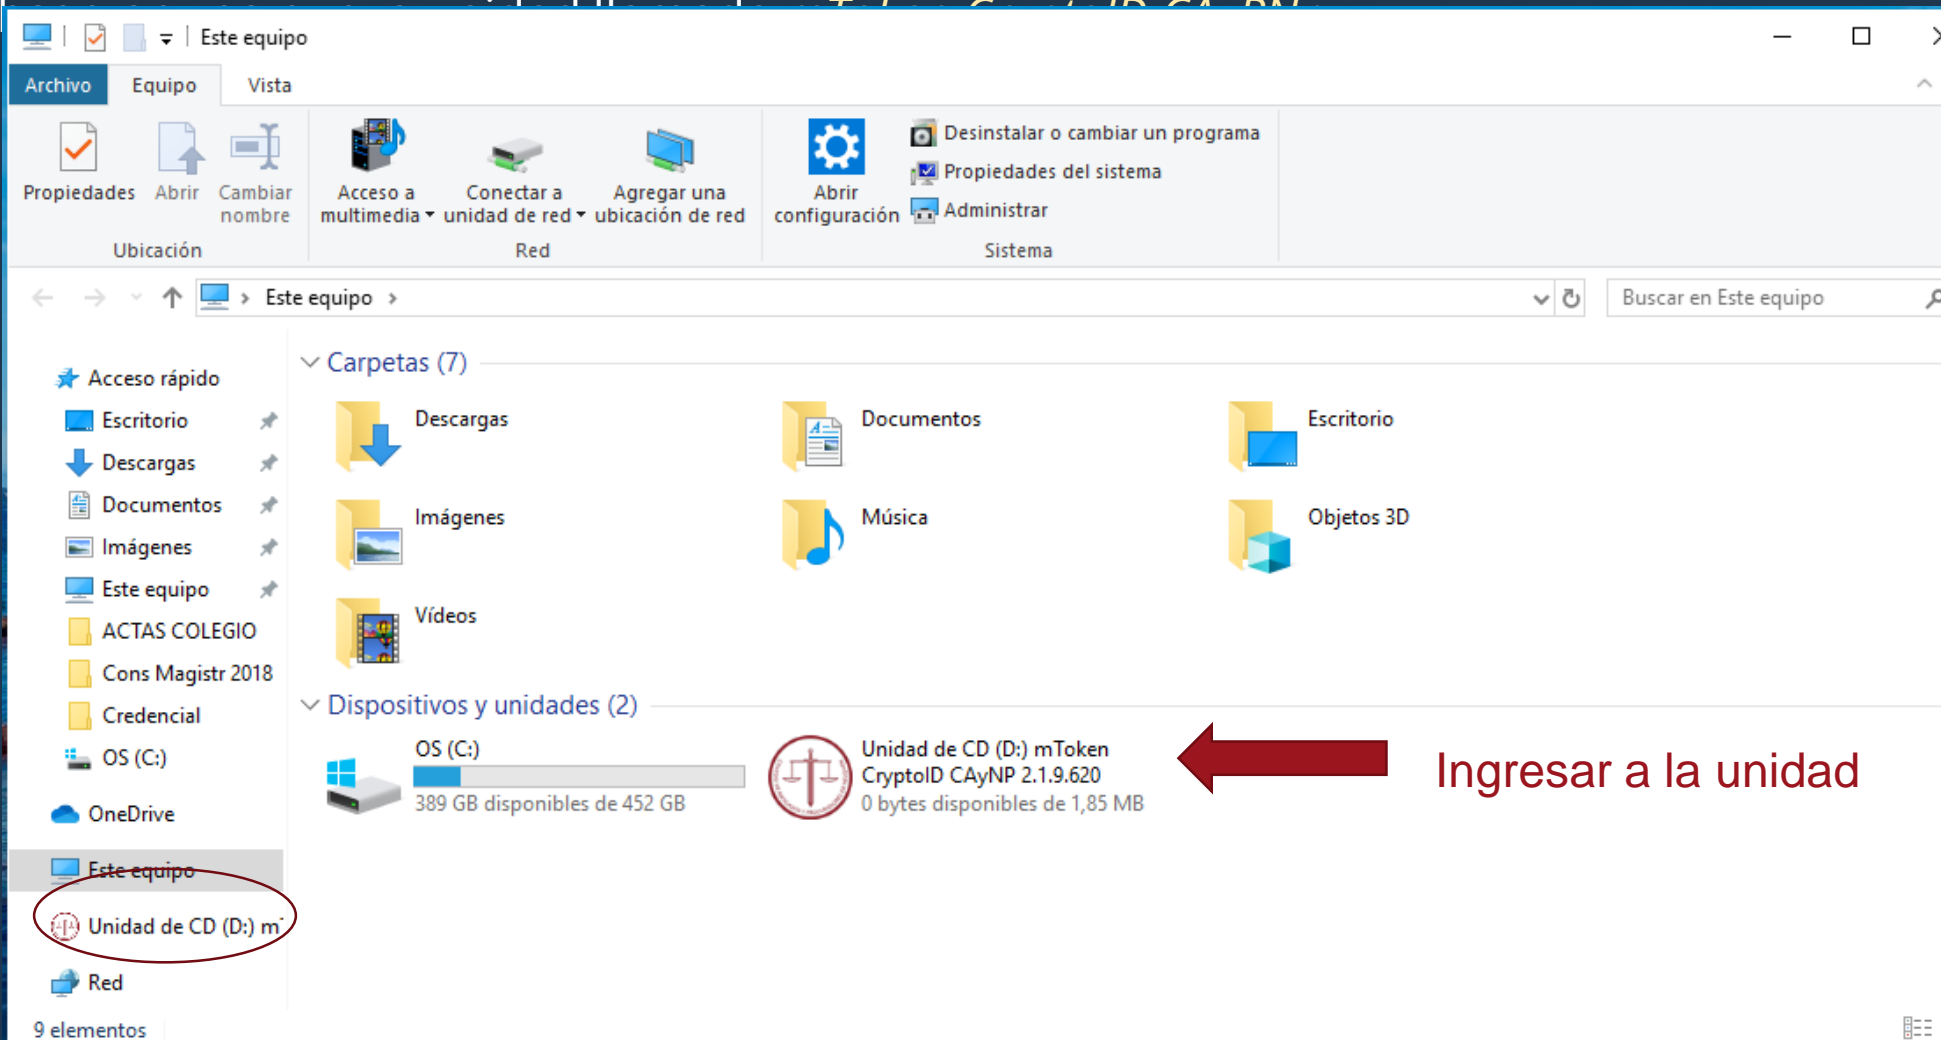 mToken CryptoID CAyPN
Este equipo
Archivo Equipo Vista
Propiedades Abrir Cambiar nombre
Acceso a multimedia Conectar a unidad de red Agregar una ubicación de red
Abrir configuración
Desinstalar o cambiar un programa
Propiedades del sistema
Administrar
Ubicación Red Sistema
Este equipo
Buscar en Este equipo
Acceso rápido
Escritorio
Descargas
Documentos
Imágenes
Este equipo
ACTAS COLEGIO
Cons Magistr 2018
Credencial
OS (C:)
OneDrive
Este equipo
Unidad de CD (D:) m
Red
Carpetas (7)
Descargas Documentos Escritorio
Imágenes Música Objetos 3D
Vídeos
Dispositivos y unidades (2)
OS (C:)
389 GB disponibles de 452 GB
Unidad de CD (D:) mToken
CryptoID CAyNP 2.1.9.620
0 bytes disponibles de 1,85 MB
Ingresar a la unidad
9 elementos